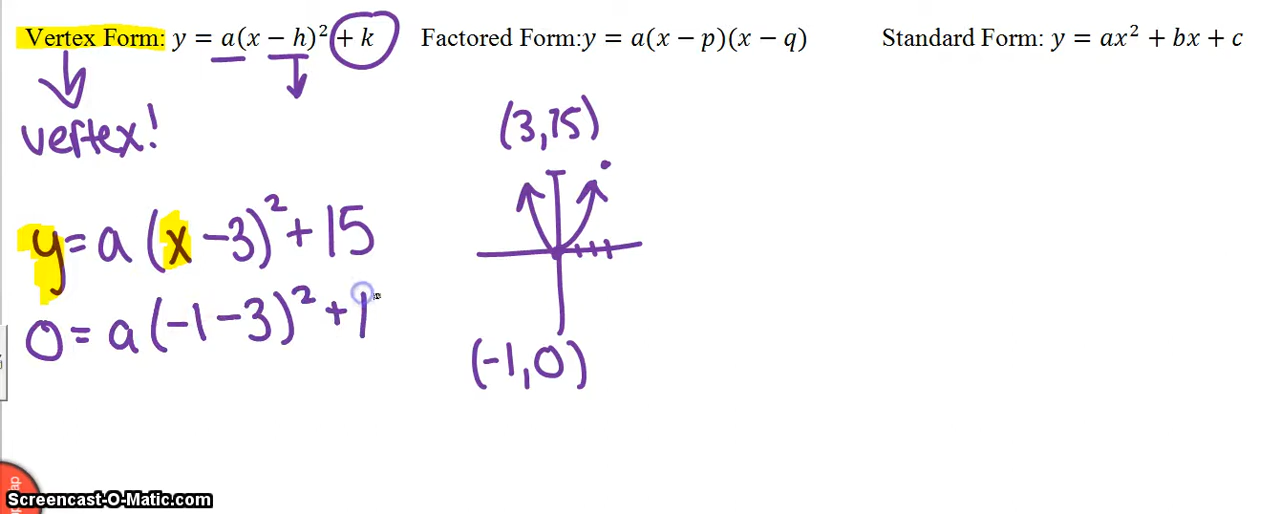 Vertex Form: y = a(x − h)² + k
Factored Form:y = a(x − p)(x − q)
Standard Form: y = ax² + bx + c
vertex!
(3,15)
y = a (x - 3)² + 15
0 = a (-1 - 3)² + 1
(-1,0)
Screencast-O-Matic.com